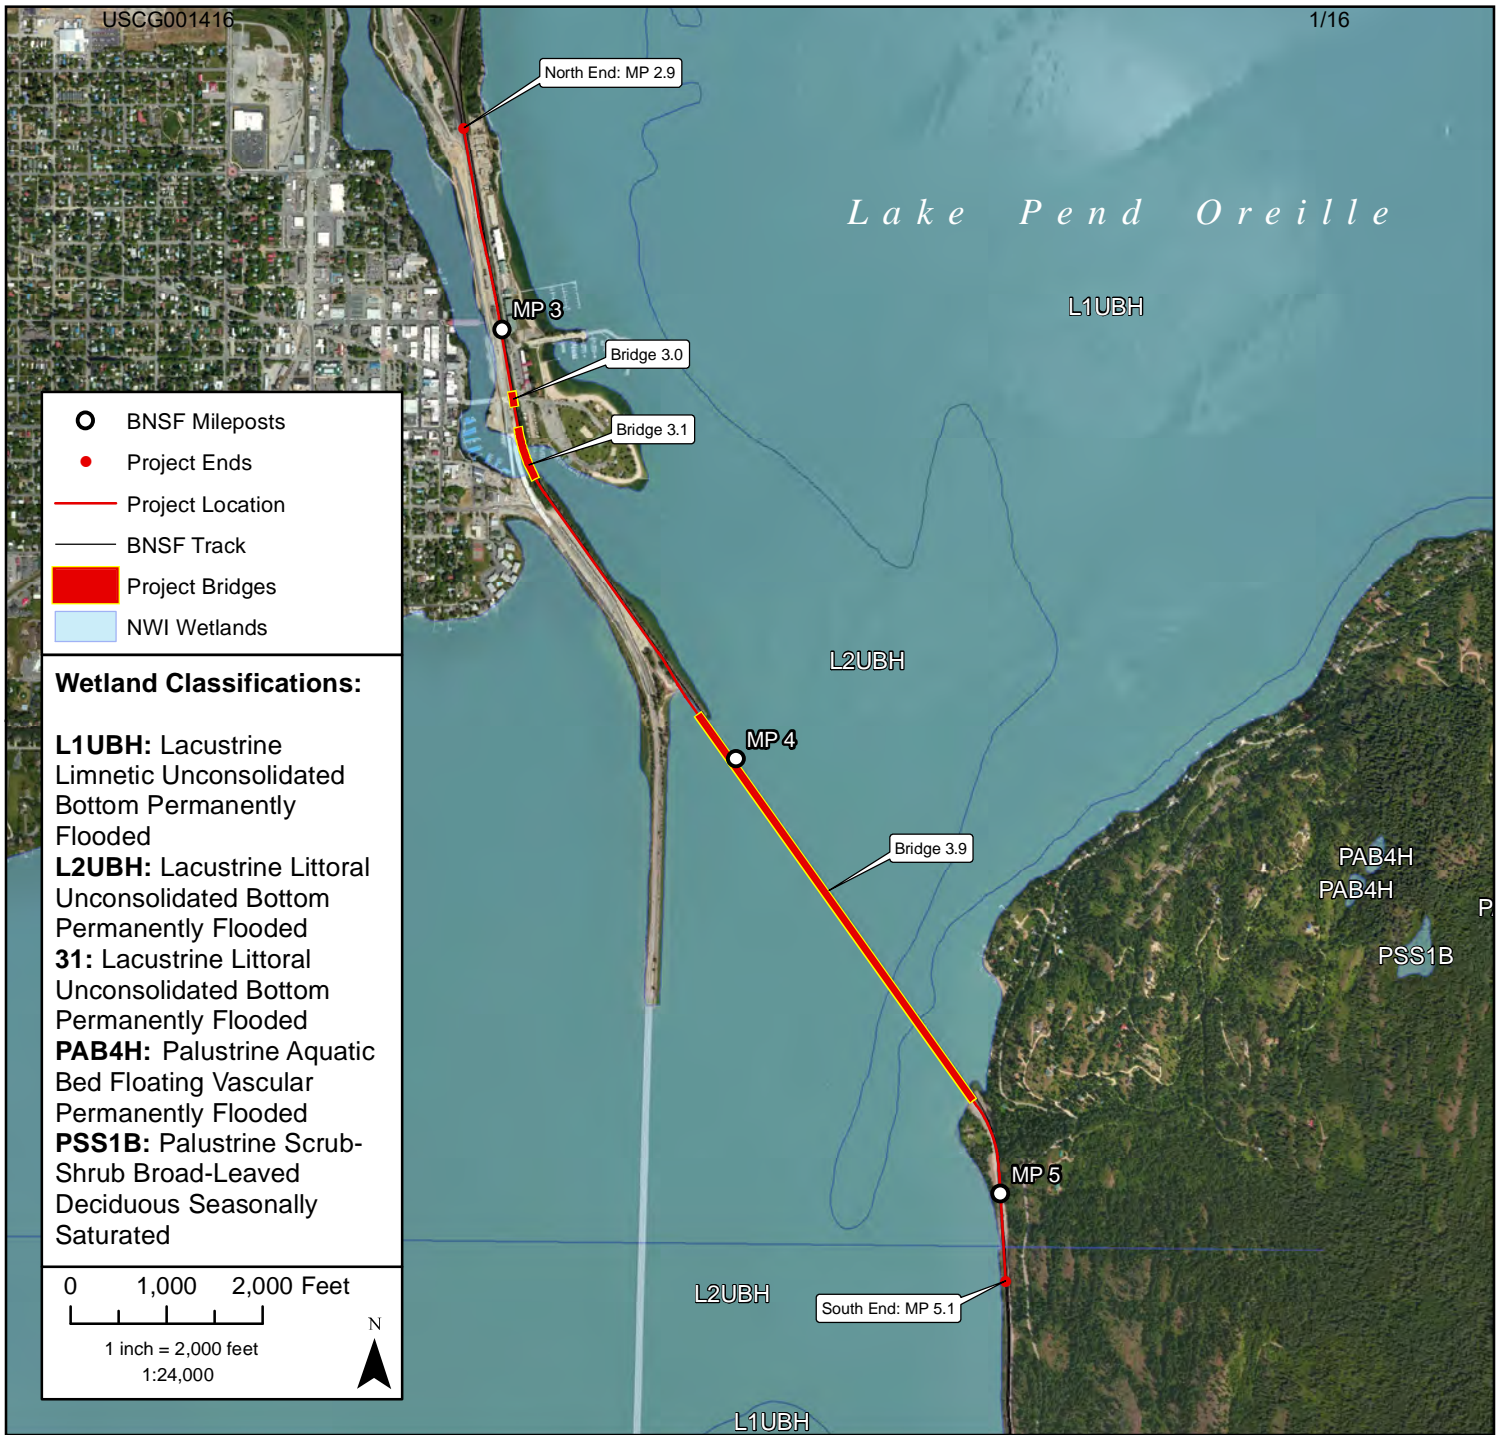 USCG001416
1/16
North End: MP 2.9
Lake Pend Oreille
L1UBH
MP 3
Bridge 3.0
Bridge 3.1
BNSF Mileposts
Project Ends
Project Location
BNSF Track
Project Bridges
NWI Wetlands
Wetland Classifications:
L1UBH: Lacustrine
Limnetic Unconsolidated
Bottom Permanently
Flooded
L2UBH: Lacustrine Littoral
Unconsolidated Bottom
Permanently Flooded
31: Lacustrine Littoral
Unconsolidated Bottom
Permanently Flooded
PAB4H: Palustrine Aquatic
Bed Floating Vascular
Permanently Flooded
PSS1B: Palustrine Scrub-
Shrub Broad-Leaved
Deciduous Seasonally
Saturated
0 1,000 2,000 Feet
1 inch = 2,000 feet
1:24,000
N
L2UBH
MP 4
Bridge 3.9
PAB4H
PAB4H
PSS1B
MP 5
L2UBH
South End: MP 5.1
L1UBH